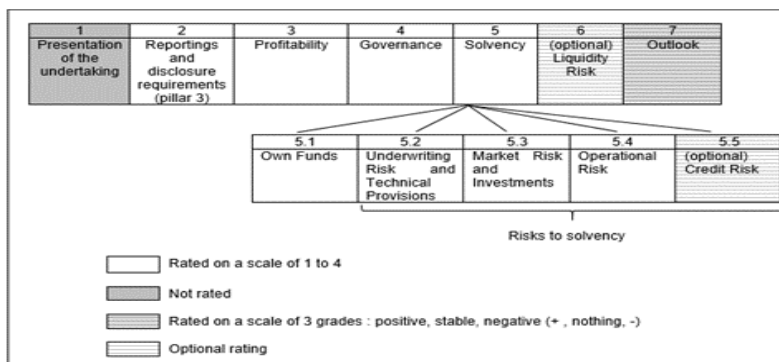 1 2 3 4 5 6 7
Presentation of the undertaking
Reportings and disclosure requirements (pillar 3)
Profitability
Governance
Solvency
(optional) Liquidity Risk
Outlook
5.1 5.2 5.3 5.4 5.5
Own Funds
Underwriting Risk and Technical Provisions
Market Risk and Investments
Operational Risk
(optional) Credit Risk
Risks to solvency
Rated on a scale of 1 to 4
Not rated
Rated on a scale of 3 grades : positive, stable, negative (+ , nothing, -)
Optional rating